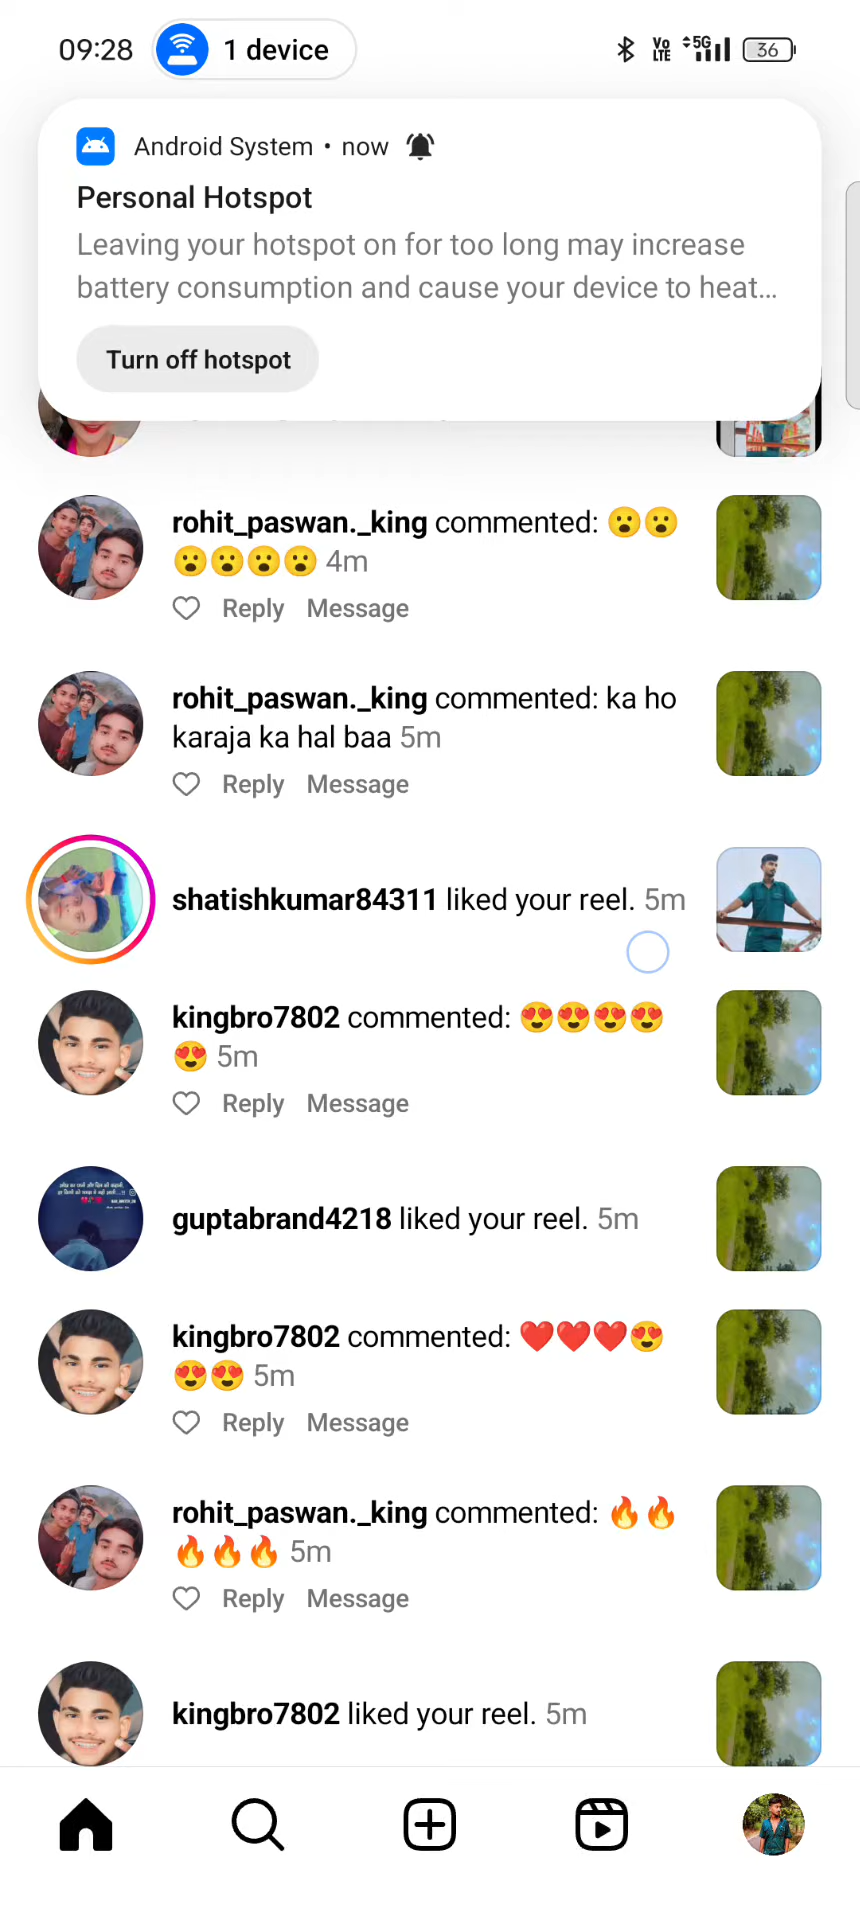 09:28 1 device Vo LTE 5G 36
Android System • now
Personal Hotspot
Leaving your hotspot on for too long may increase
battery consumption and cause your device to heat...
Turn off hotspot
rohit_paswan._king commented: 😮😮
😮😮😮😮 4m
Reply Message
rohit_paswan._king commented: ka ho
karaja ka hal baa 5m
Reply Message
shatishkumar84311 liked your reel. 5m
kingbro7802 commented: 😍😍😍😍
😍 5m
Reply Message
guptabrand4218 liked your reel. 5m
kingbro7802 commented: ❤️❤️❤️😍
😍😍 5m
Reply Message
rohit_paswan._king commented: 🔥🔥
🔥🔥🔥 5m
Reply Message
kingbro7802 liked your reel. 5m